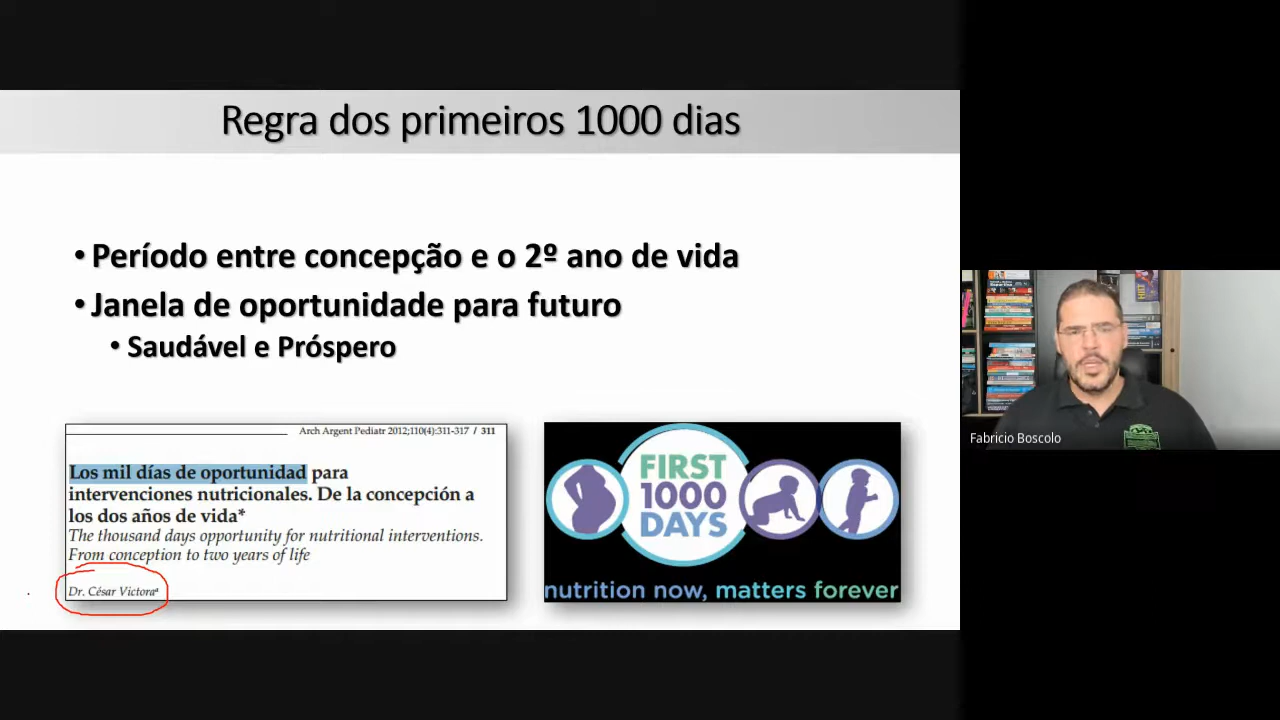 Regra dos primeiros 1000 dias
• Período entre concepção e o 2º ano de vida
• Janela de oportunidade para futuro
• Saudável e Próspero
Arch Argent Pediatr 2012;110(4):311-317 / 311
Los mil días de oportunidad para
intervenciones nutricionales. De la concepción a
los dos años de vida*
The thousand days opportunity for nutritional interventions.
From conception to two years of life
Dr. César Victoraª
FIRST
1000
DAYS
nutrition now, matters forever
Fabricio Boscolo